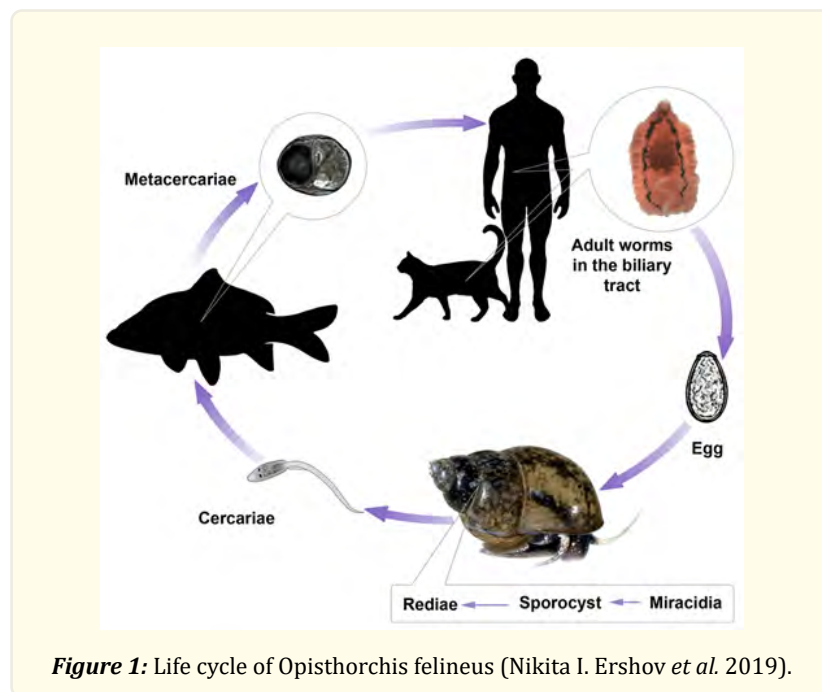 Metacercariae
Adult worms
in the biliary
tract
Egg
Cercariae
Rediae Sporocyst Miracidia
Figure 1: Life cycle of Opisthorchis felineus (Nikita I. Ershov et al. 2019).